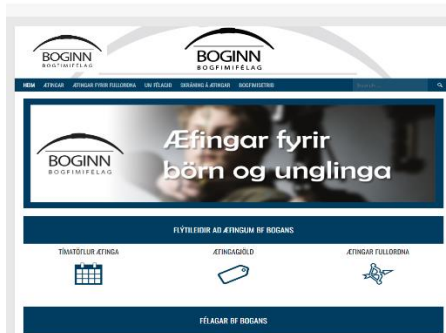 BOGINN
BOGFIMIFÉLAG
BOGINN
BOGFIMIFÉLAG
HEIM ÆFINGAR ÆFINGAR FYRIR FULLORÐNA UM FÉLAGIÐ SKRÁNING Á ÆFINGAR BOGFIMISETRIÐ
BOGINN
BOGFIMIFÉLAG
Æfingar fyrir
börn og unglinga
FLÝTILEIÐIR AÐ ÆFINGUM BF BOGANS
TÍMATÖFLUR ÆFINGA ÆFINGAGJÖLD ÆFINGAR FULLORÐNA
FÉLAGAR BF BOGANS